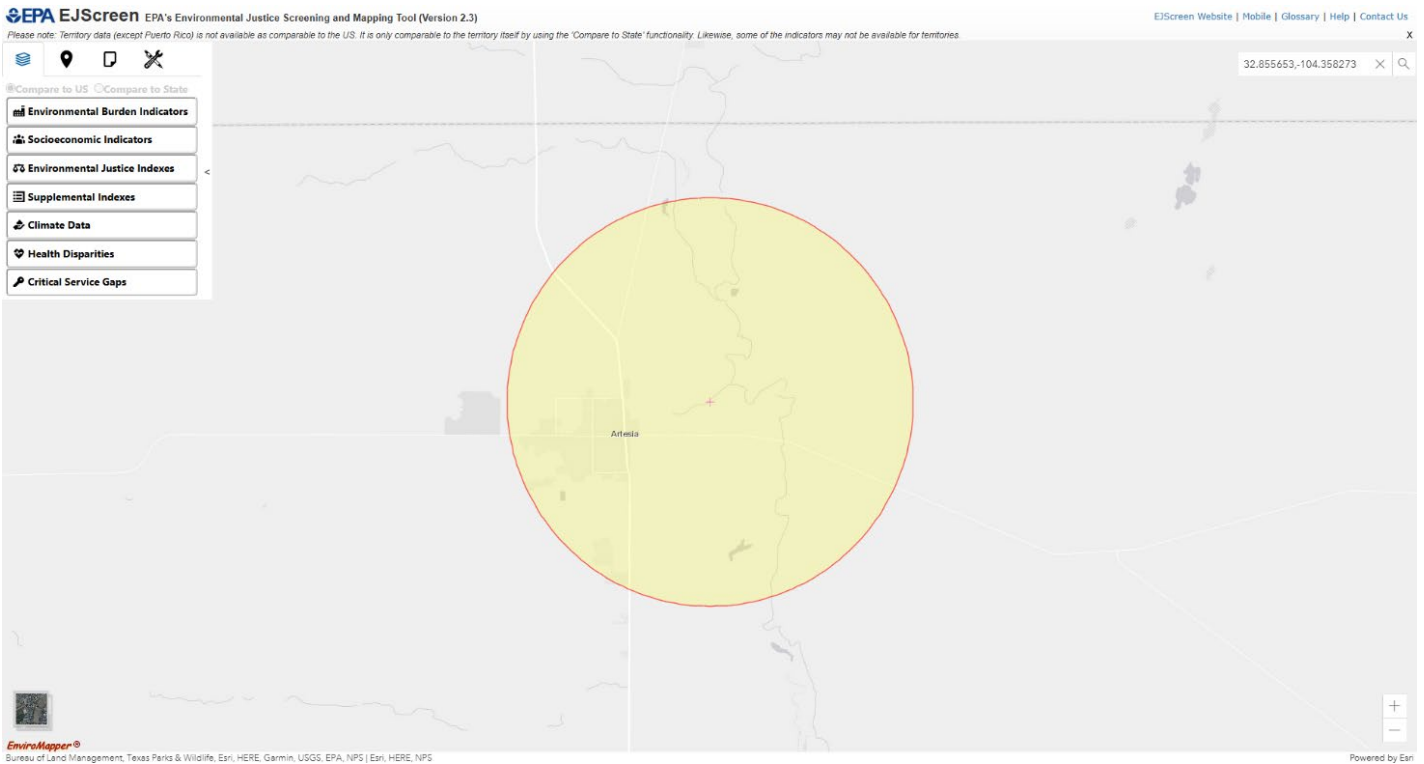 EPA EJScreen EPA's Environmental Justice Screening and Mapping Tool (Version 2.3)
EJScreen Website | Mobile | Glossary | Help | Contact Us
Please note: Territory data (except Puerto Rico) is not available as comparable to the US. It is only comparable to the territory itself by using the 'Compare to State' functionality. Likewise, some of the indicators may not be available for territories.
X
32.855653,-104.358273
Compare to US Compare to State
Environmental Burden Indicators
Socioeconomic Indicators
Environmental Justice Indexes
<
Supplemental Indexes
Climate Data
Health Disparities
Critical Service Gaps
Artesia
+
−
EnviroMapper®
Bureau of Land Management, Texas Parks & Wildlife, Esri, HERE, Garmin, USGS, EPA, NPS | Esri, HERE, NPS
Powered by Esri